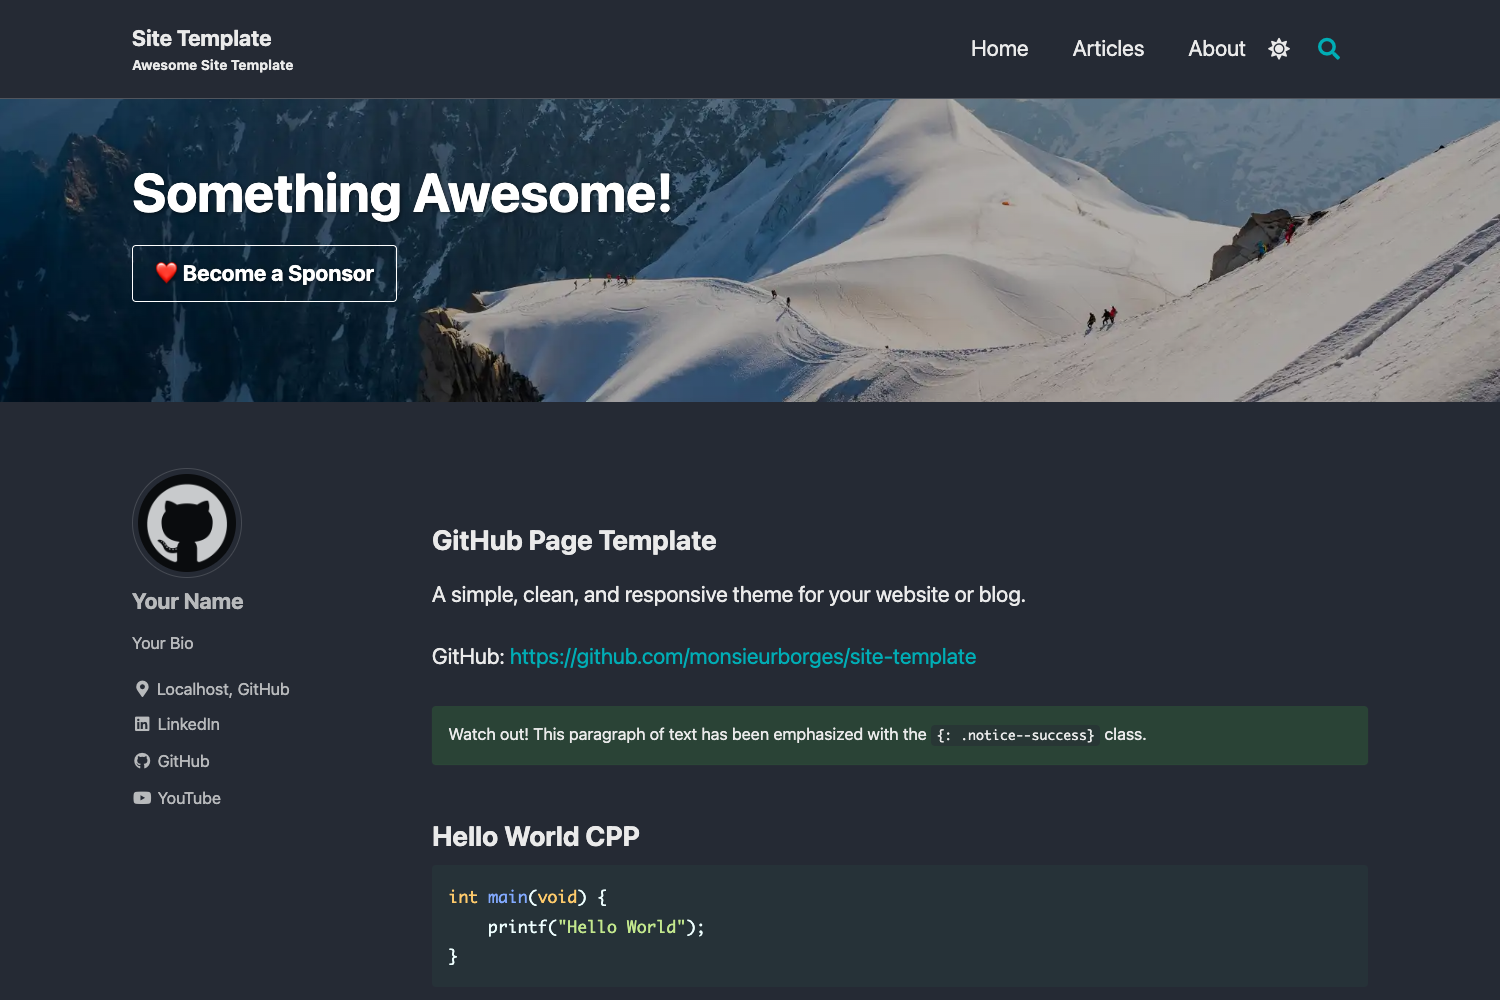 Site Template
Awesome Site Template
Home
Articles
About
Something Awesome!
❤️ Become a Sponsor
Your Name
Your Bio
Localhost, GitHub
LinkedIn
GitHub
YouTube
GitHub Page Template
A simple, clean, and responsive theme for your website or blog.
GitHub: https://github.com/monsieurborges/site-template
Watch out! This paragraph of text has been emphasized with the {: .notice--success} class.
Hello World CPP
int main(void) {
    printf("Hello World");
}